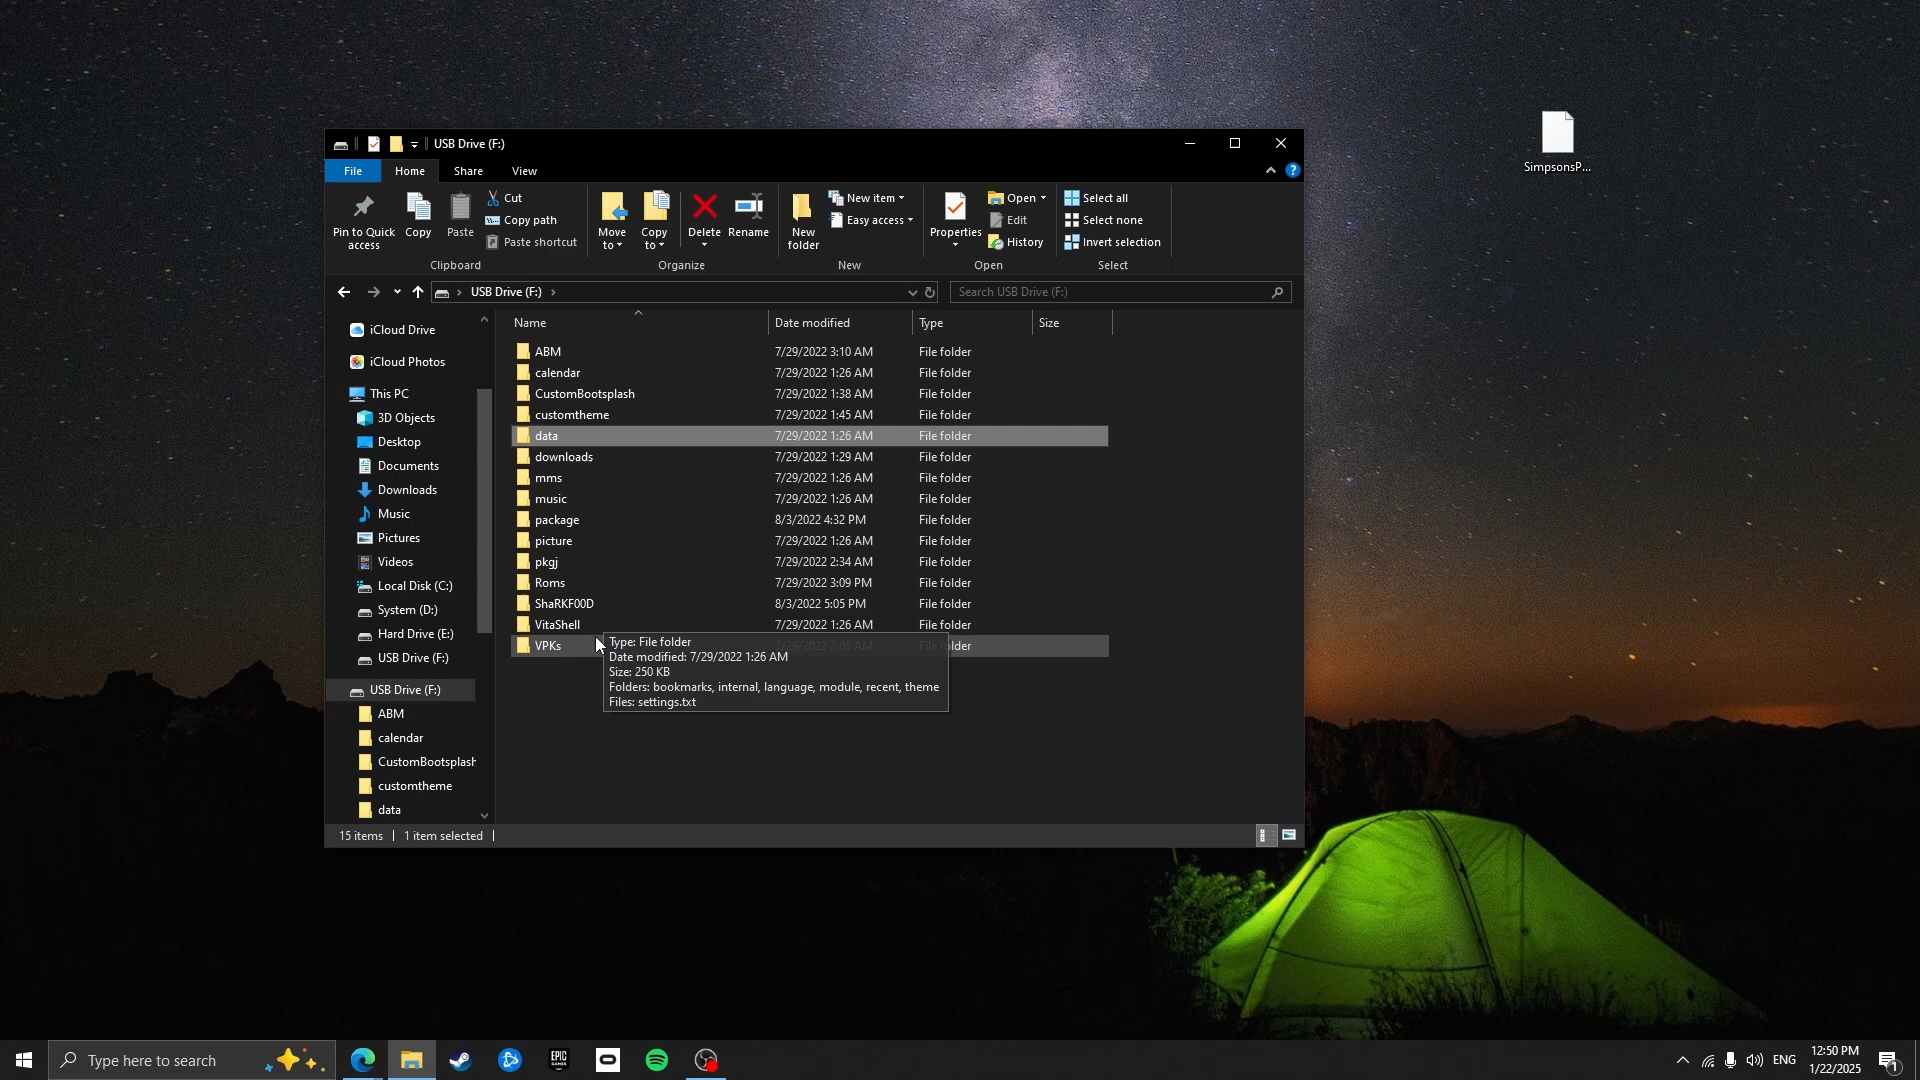 SimpsonsP...
USB Drive (F:)
File Home Share View
Pin to Quick access
Copy
Paste
Cut
Copy path
Paste shortcut
Clipboard
Move to
Copy to
Delete
Rename
Organize
New folder
New item
Easy access
New
Properties
Open
Edit
History
Open
Select all
Select none
Invert selection
Select
USB Drive (F:)
Search USB Drive (F:)
iCloud Drive
iCloud Photos
This PC
3D Objects
Desktop
Documents
Downloads
Music
Pictures
Videos
Local Disk (C:)
System (D:)
Hard Drive (E:)
USB Drive (F:)
USB Drive (F:)
ABM
calendar
CustomBootsplash
customtheme
data
Name Date modified Type Size
ABM 7/29/2022 3:10 AM File folder
calendar 7/29/2022 1:26 AM File folder
CustomBootsplash 7/29/2022 1:38 AM File folder
customtheme 7/29/2022 1:45 AM File folder
data 7/29/2022 1:26 AM File folder
downloads 7/29/2022 1:29 AM File folder
mms 7/29/2022 1:26 AM File folder
music 7/29/2022 1:26 AM File folder
package 8/3/2022 4:32 PM File folder
picture 7/29/2022 1:26 AM File folder
pkgj 7/29/2022 2:34 AM File folder
Roms 7/29/2022 3:09 PM File folder
ShaRKF00D 8/3/2022 5:05 PM File folder
VitaShell 7/29/2022 1:26 AM File folder
VPKs 7/29/2022 2:06 AM File folder
Type: File folder
Date modified: 7/29/2022 1:26 AM
Size: 250 KB
Folders: bookmarks, internal, language, module, recent, theme
Files: settings.txt
15 items 1 item selected
Type here to search
EPIC GAMES
ENG
12:50 PM
1/22/2025
1